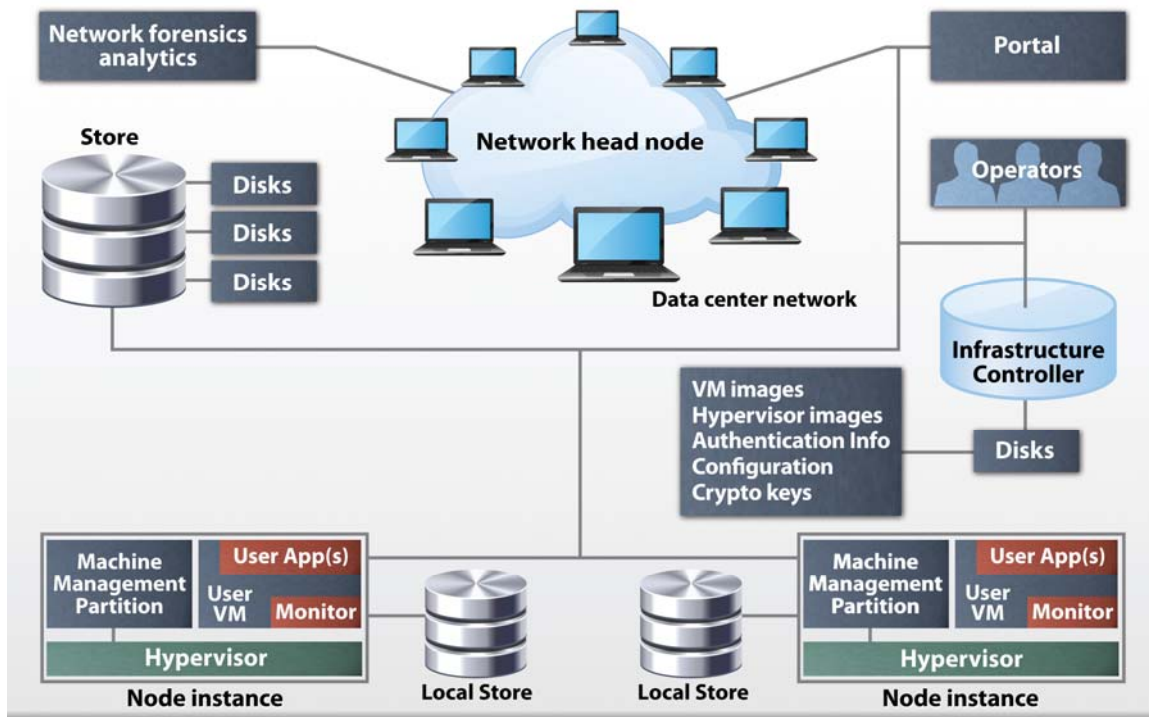 Network forensics
analytics
Network head node
Portal
Store
Disks
Disks
Disks
Operators
Data center network
Infrastructure
Controller
VM images
Hypervisor images
Authentication Info
Configuration
Crypto keys
Disks
Machine
Management
Partition
User App(s)
User
VM
Monitor
Hypervisor
Node instance
Local Store
Local Store
Machine
Management
Partition
User App(s)
User
VM
Monitor
Hypervisor
Node instance